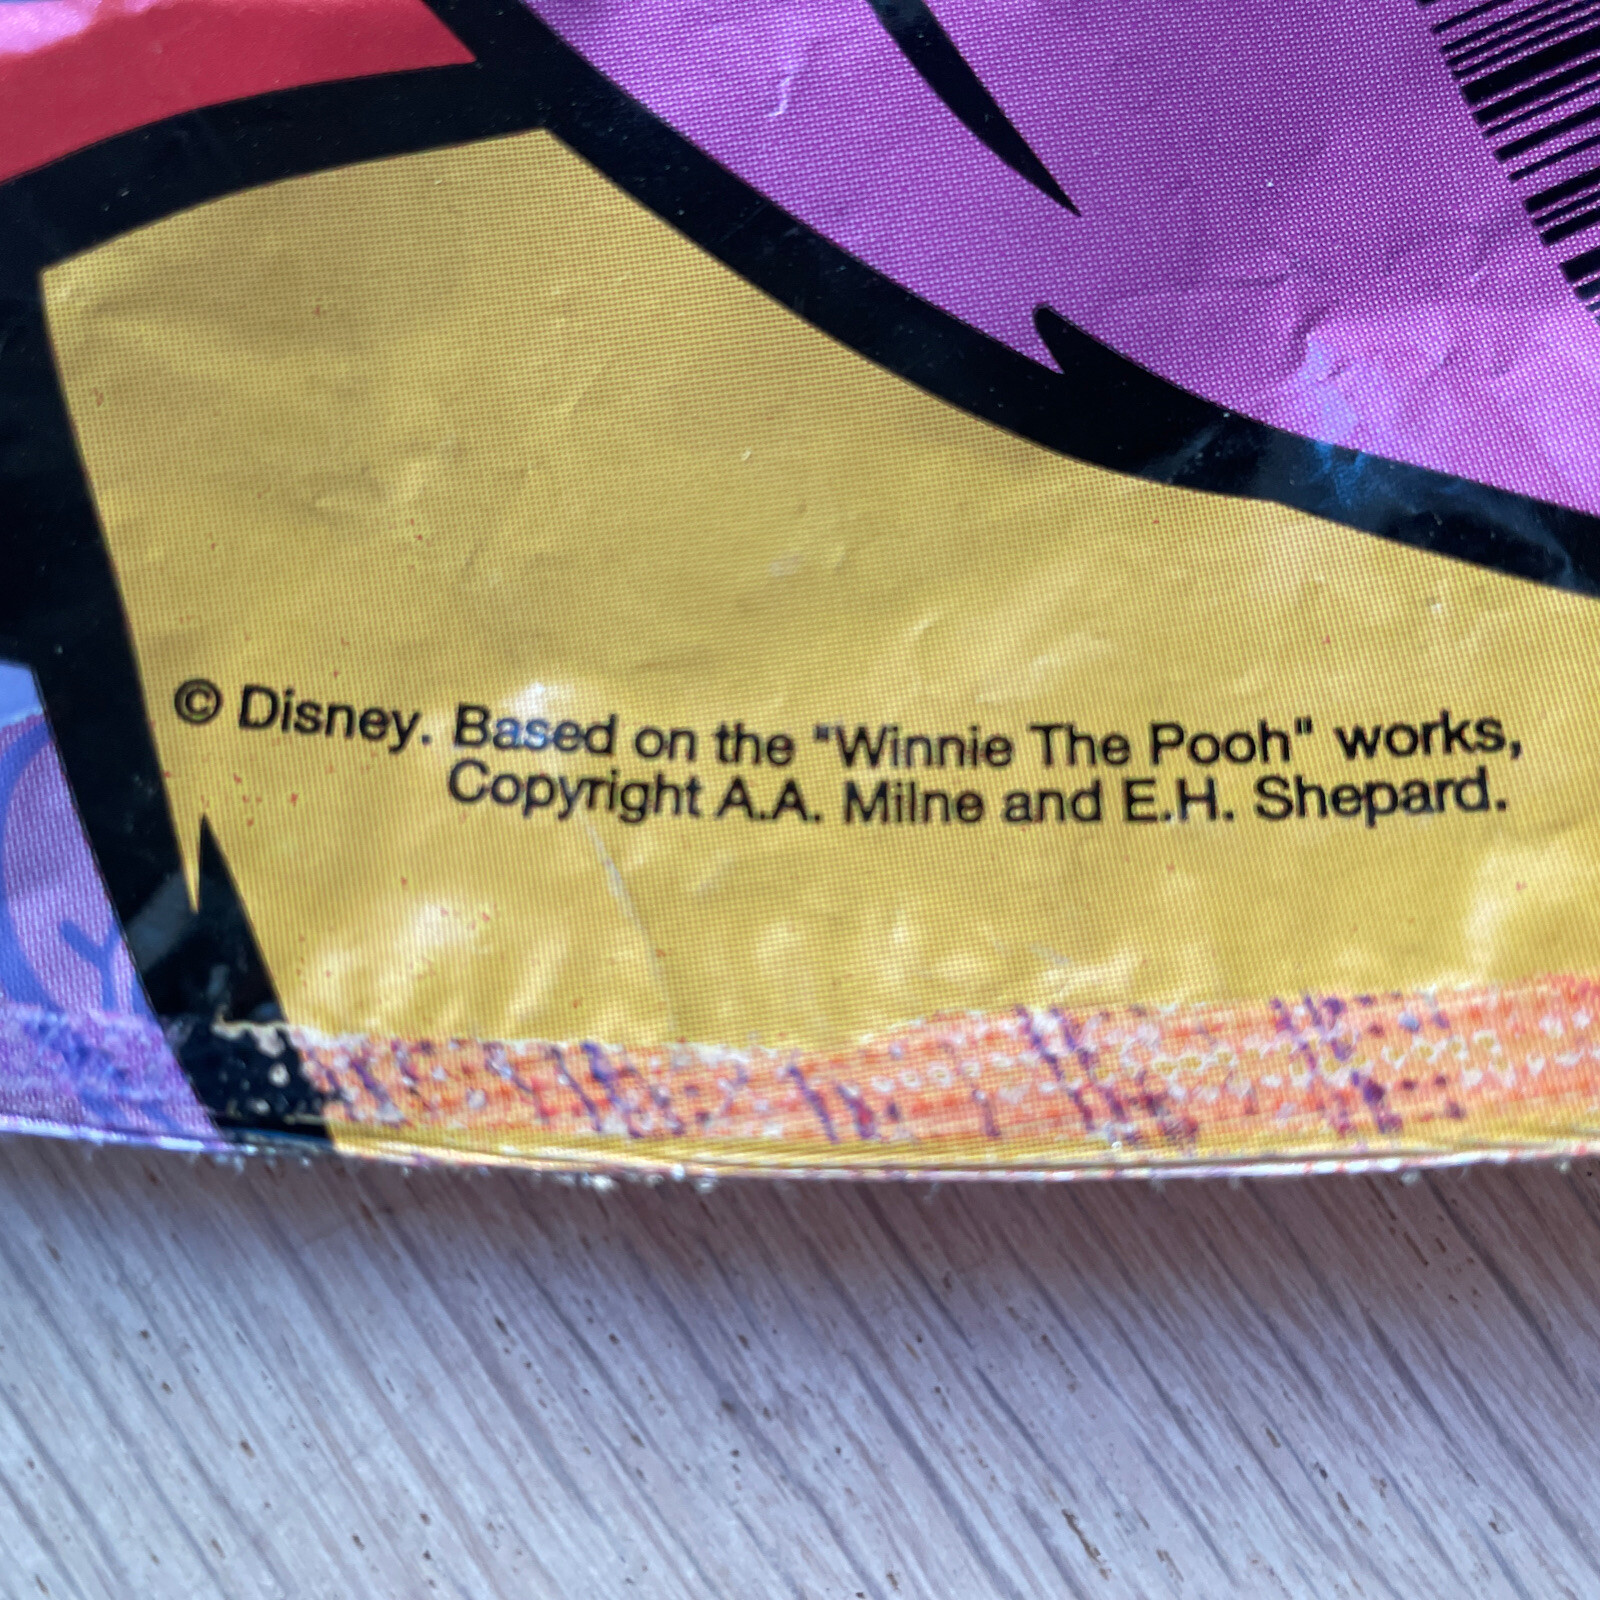 © Disney. Based on the "Winnie The Pooh" works,
Copyright A.A. Milne and E.H. Shepard.